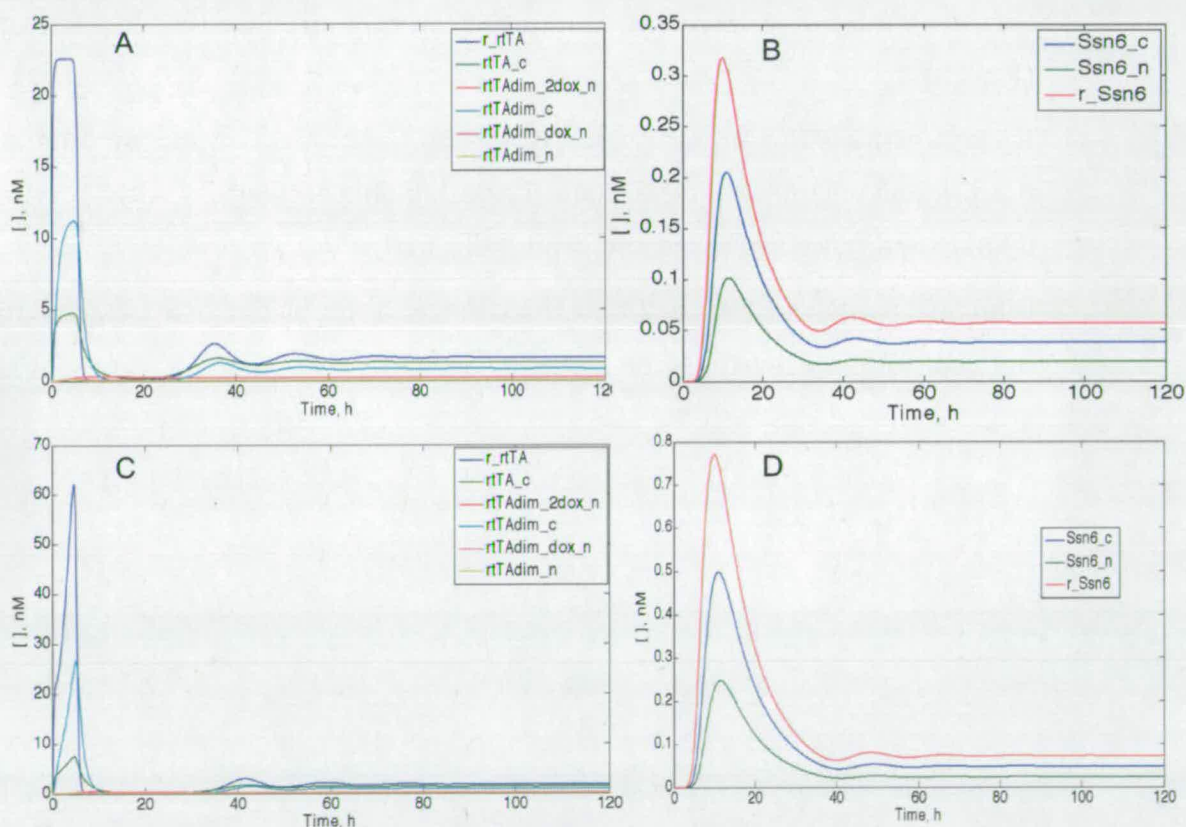 A
25
20
15
10
5
0
[ ], nM
0 20 40 60 80 100 120
Time, h
r_rtTA
rtTA_c
rtTAdim_2dox_n
rtTAdim_c
rtTAdim_dox_n
rtTAdim_n
B
0.35
0.3
0.25
0.2
0.15
0.1
0.05
0
[ ], nM
0 20 40 60 80 100 120
Time, h
Ssn6_c
Ssn6_n
r_Ssn6
C
70
60
50
40
30
20
10
0
[ ], nM
0 20 40 60 80 100 120
Time, h
r_rtTA
rtTA_c
rtTAdim_2dox_n
rtTAdim_c
rtTAdim_dox_n
rtTAdim_n
D
0.8
0.7
0.6
0.5
0.4
0.3
0.2
0.1
0
[ ], nM
0 20 40 60 80 100 120
Time, h
Ssn6_c
Ssn6_n
r_Ssn6